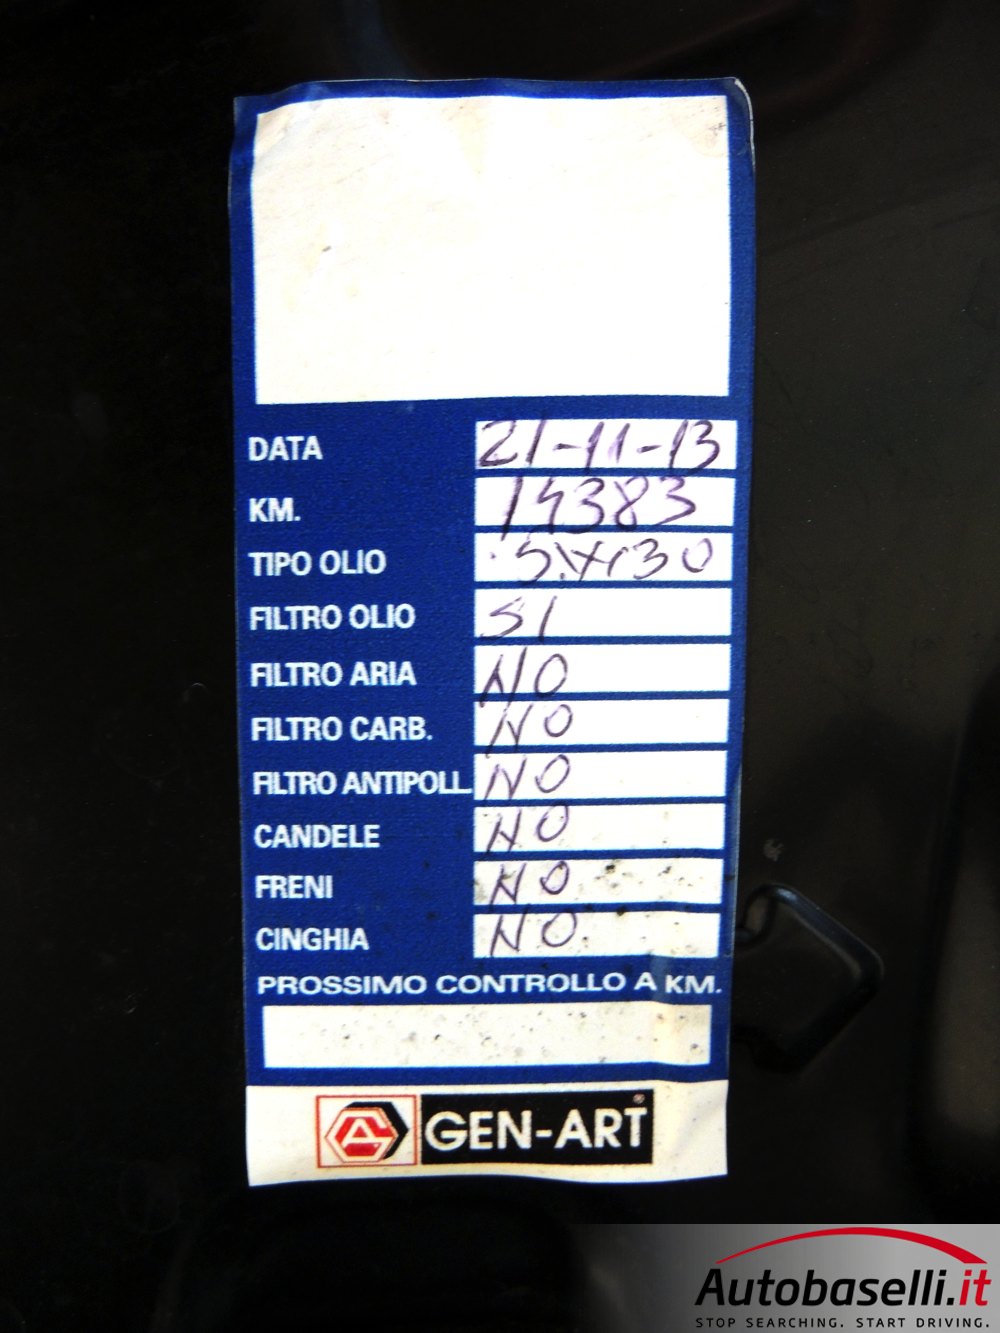 DATA 21-11-13
KM. 14383
TIPO OLIO 5W30
FILTRO OLIO SI
FILTRO ARIA NO
FILTRO CARB. NO
FILTRO ANTIPOLL. NO
CANDELE NO
FRENI NO
CINGHIA NO
PROSSIMO CONTROLLO A KM.
GEN-ART®
Autobaselli.it
STOP SEARCHING. START DRIVING.